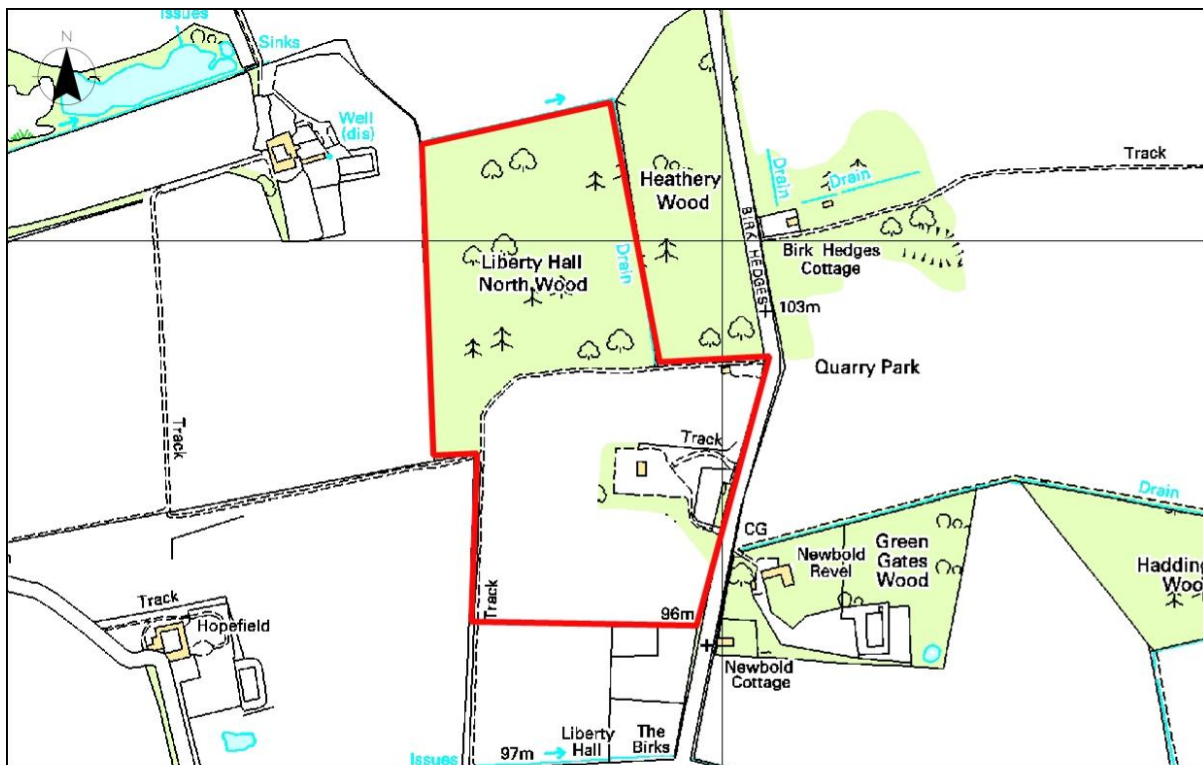 Issues
N
Sinks
Well
(dis)
Heathery
Wood
Drain
Drain
Track
BIRK HEDGES
Birk Hedges
Cottage
Liberty Hall
North Wood
Drain
103m
Quarry Park
Track
Track
Drain
CG
Newbold
Revel
Green
Gates
Wood
Hadding
Woo
Track
96m
Track
Hopefield
Newbold
Cottage
Liberty
Hall
The
Birks
97m
Issues